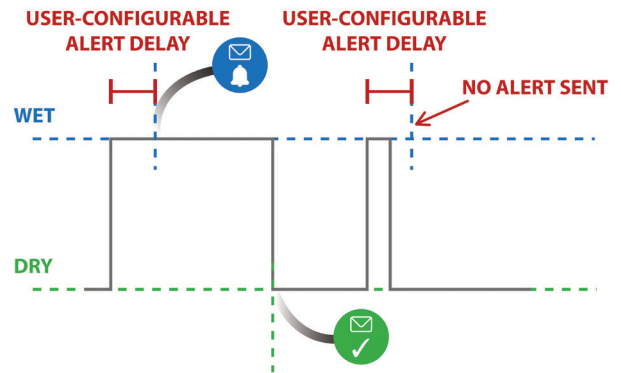 USER-CONFIGURABLE
ALERT DELAY
USER-CONFIGURABLE
ALERT DELAY
NO ALERT SENT
WET
DRY